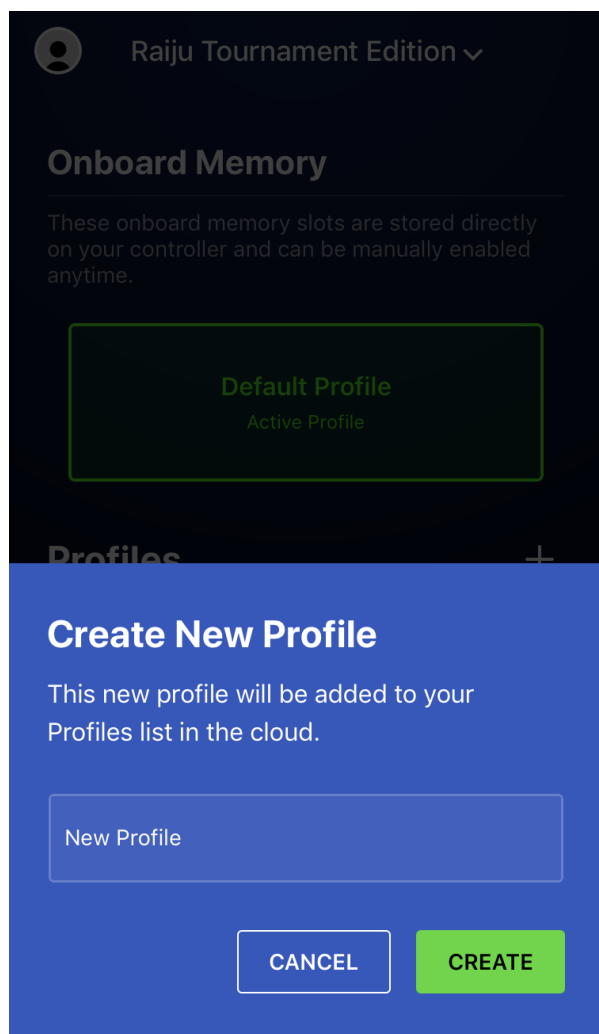 Raiju Tournament Edition
Onboard Memory
These onboard memory slots are stored directly
on your controller and can be manually enabled
anytime.
Default Profile
Active Profile
Profiles
Create New Profile
This new profile will be added to your
Profiles list in the cloud.
New Profile
CANCEL
CREATE